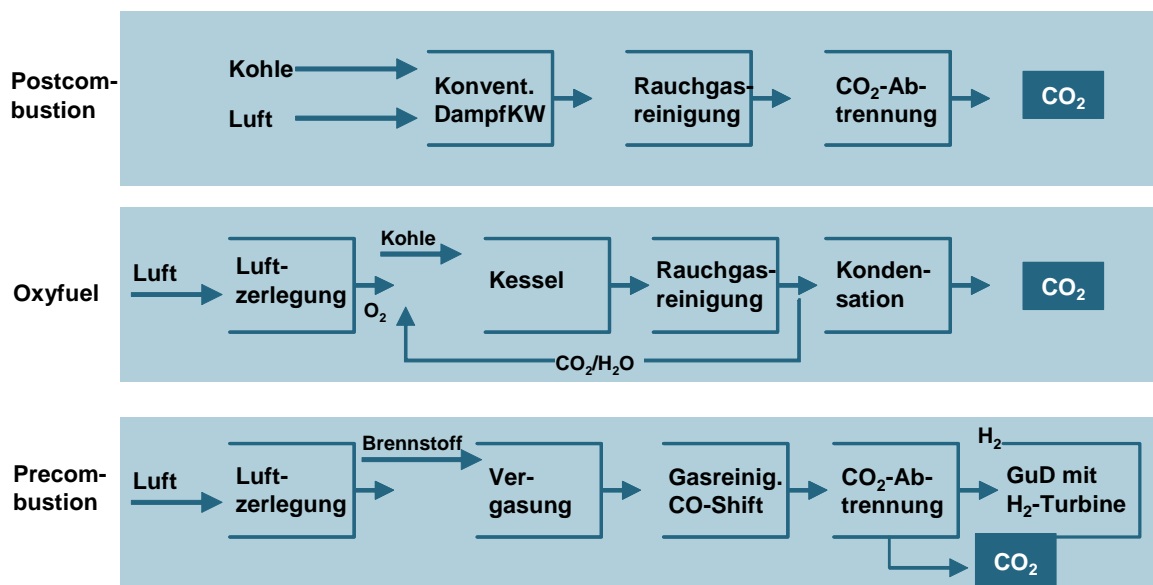 Postcom-
bustion
Kohle
Luft
Konvent.
DampfKW
Rauchgas-
reinigung
CO₂-Ab-
trennung
CO₂
Oxyfuel
Luft
Luft-
zerlegung
O₂
Kohle
Kessel
Rauchgas-
reinigung
Konden-
sation
CO₂
CO₂/H₂O
Precom-
bustion
Luft
Luft-
zerlegung
Brennstoff
Ver-
gasung
Gasreinig.
CO-Shift
CO₂-Ab-
trennung
H₂
GuD mit
H₂-Turbine
CO₂